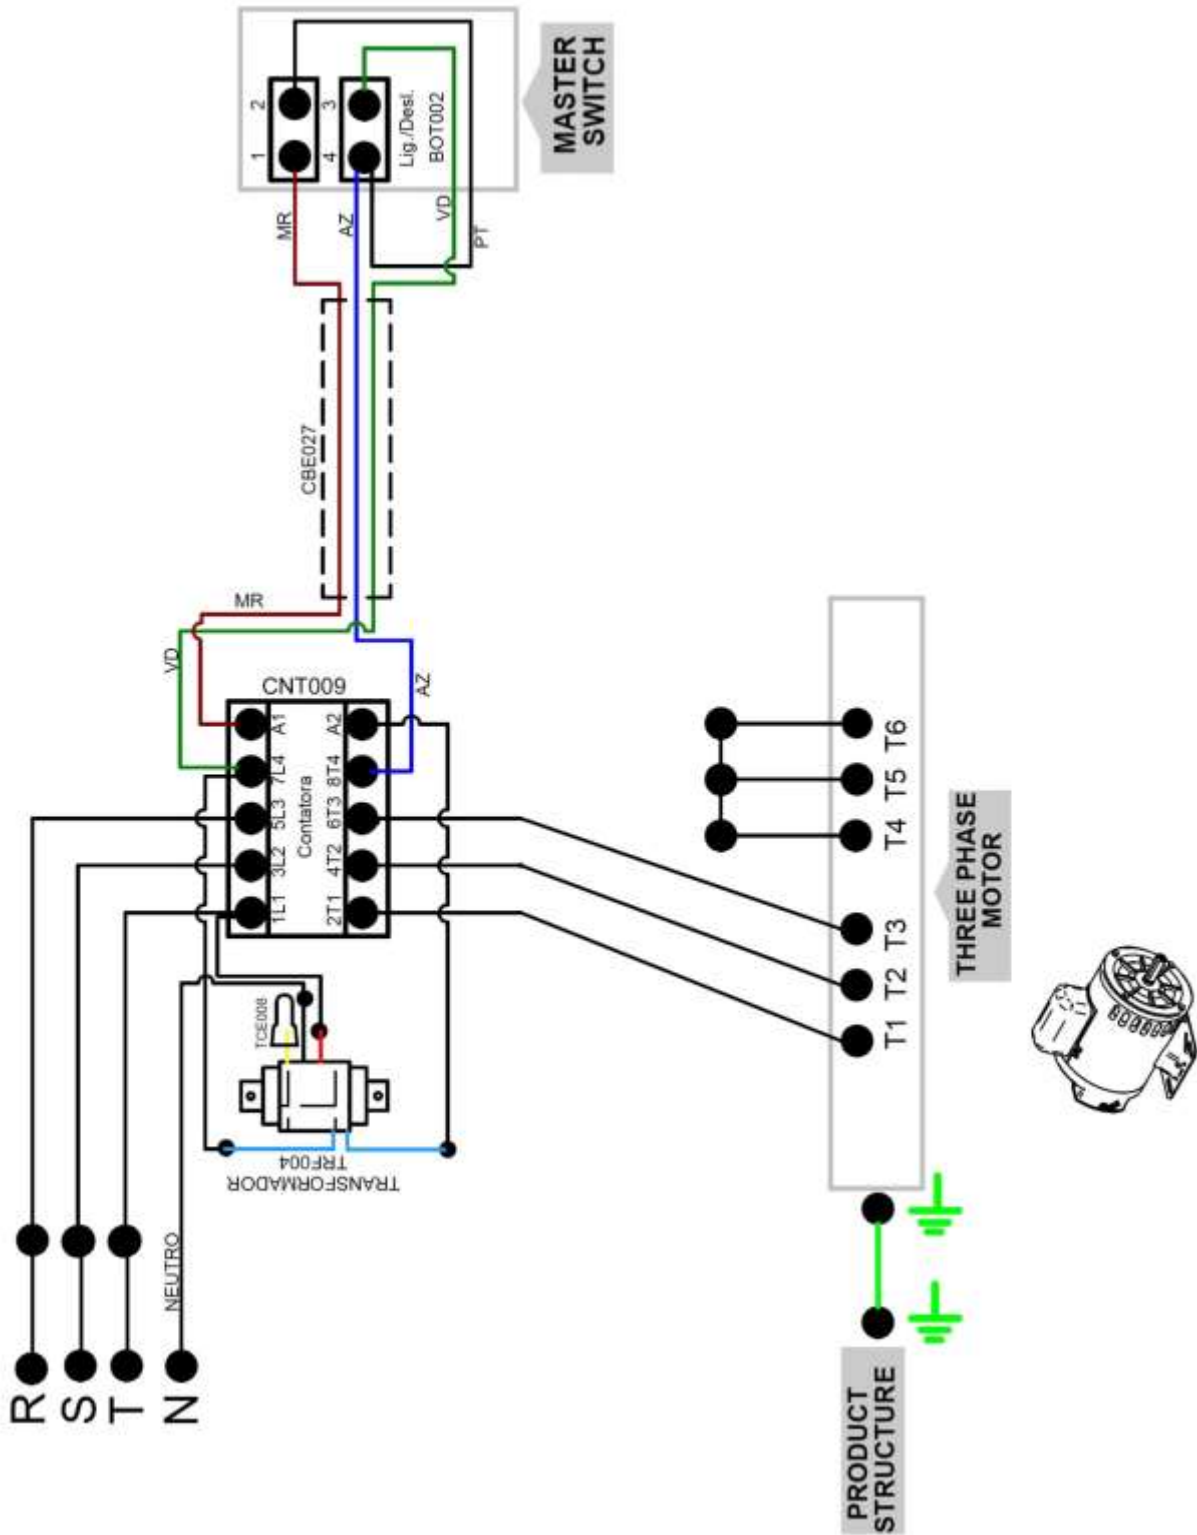 R
S
T
N
NEUTRO
TRANSFORMADOR
TRF004
TCE008
CNT009
Contatora
1L1
3L2
5L3
7L4
A1
2T1
4T2
6T3
8T4
A2
VD
MR
AZ
CBE027
MR
AZ
VD
PT
1
2
4
3
Lig./Desl.
BOT002
MASTER
SWITCH
T1
T2
T3
T4
T5
T6
THREE PHASE
MOTOR
PRODUCT
STRUCTURE